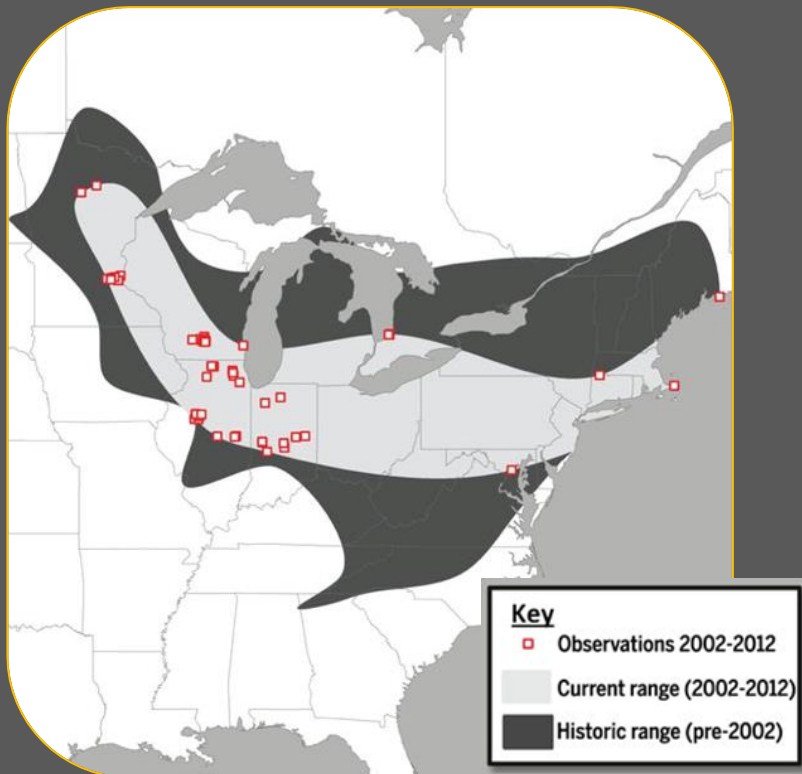 Key
Observations 2002-2012
Current range (2002-2012)
Historic range (pre-2002)